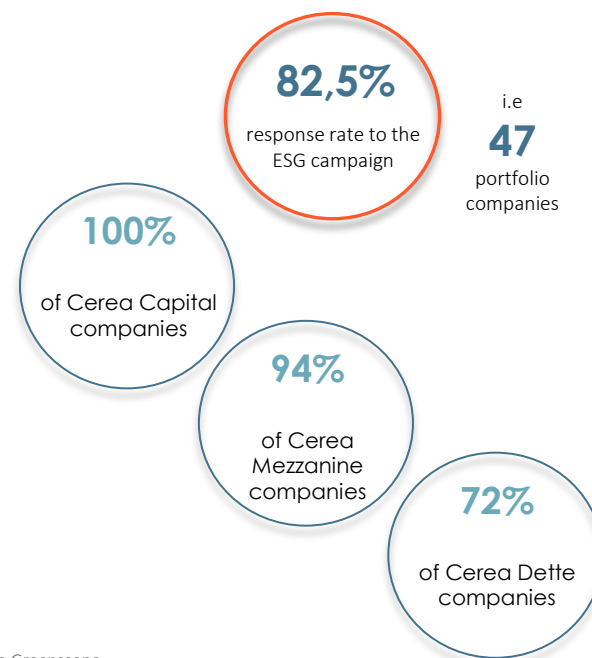 82,5%
response rate to the
ESG campaign
i.e
47
portfolio
companies
100%
of Cerea Capital
companies
94%
of Cerea
Mezzanine
companies
72%
of Cerea Dette
companies